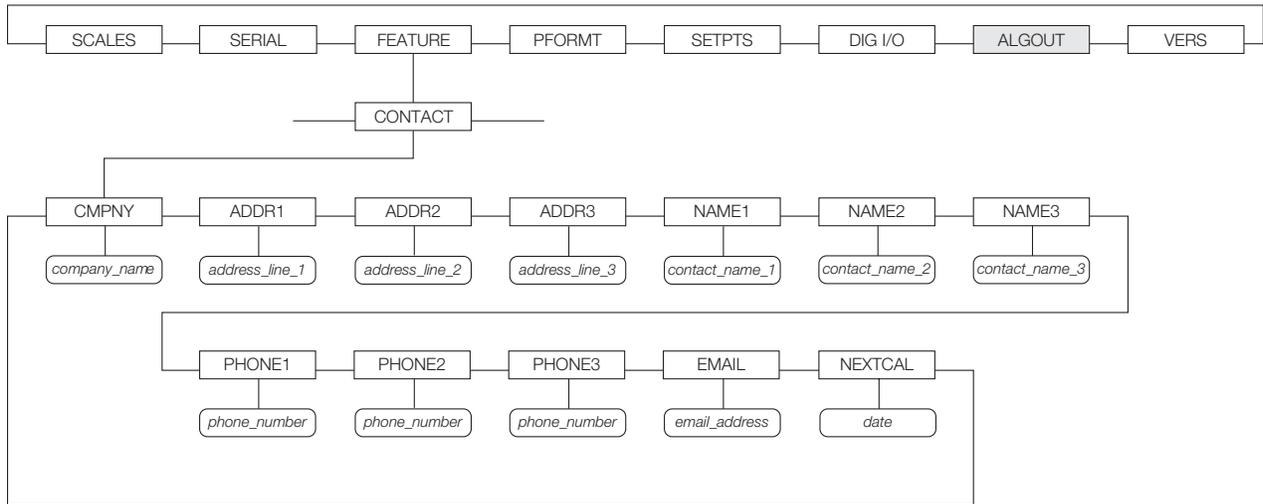 SCALES SERIAL FEATURE PFORMT SETPTS DIG I/O ALGOUT VERS
CONTACT
CMPNY ADDR1 ADDR2 ADDR3 NAME1 NAME2 NAME3
company_name address_line_1 address_line_2 address_line_3 contact_name_1 contact_name_2 contact_name_3
PHONE1 PHONE2 PHONE3 EMAIL NEXTCAL
phone_number phone_number phone_number email_address date